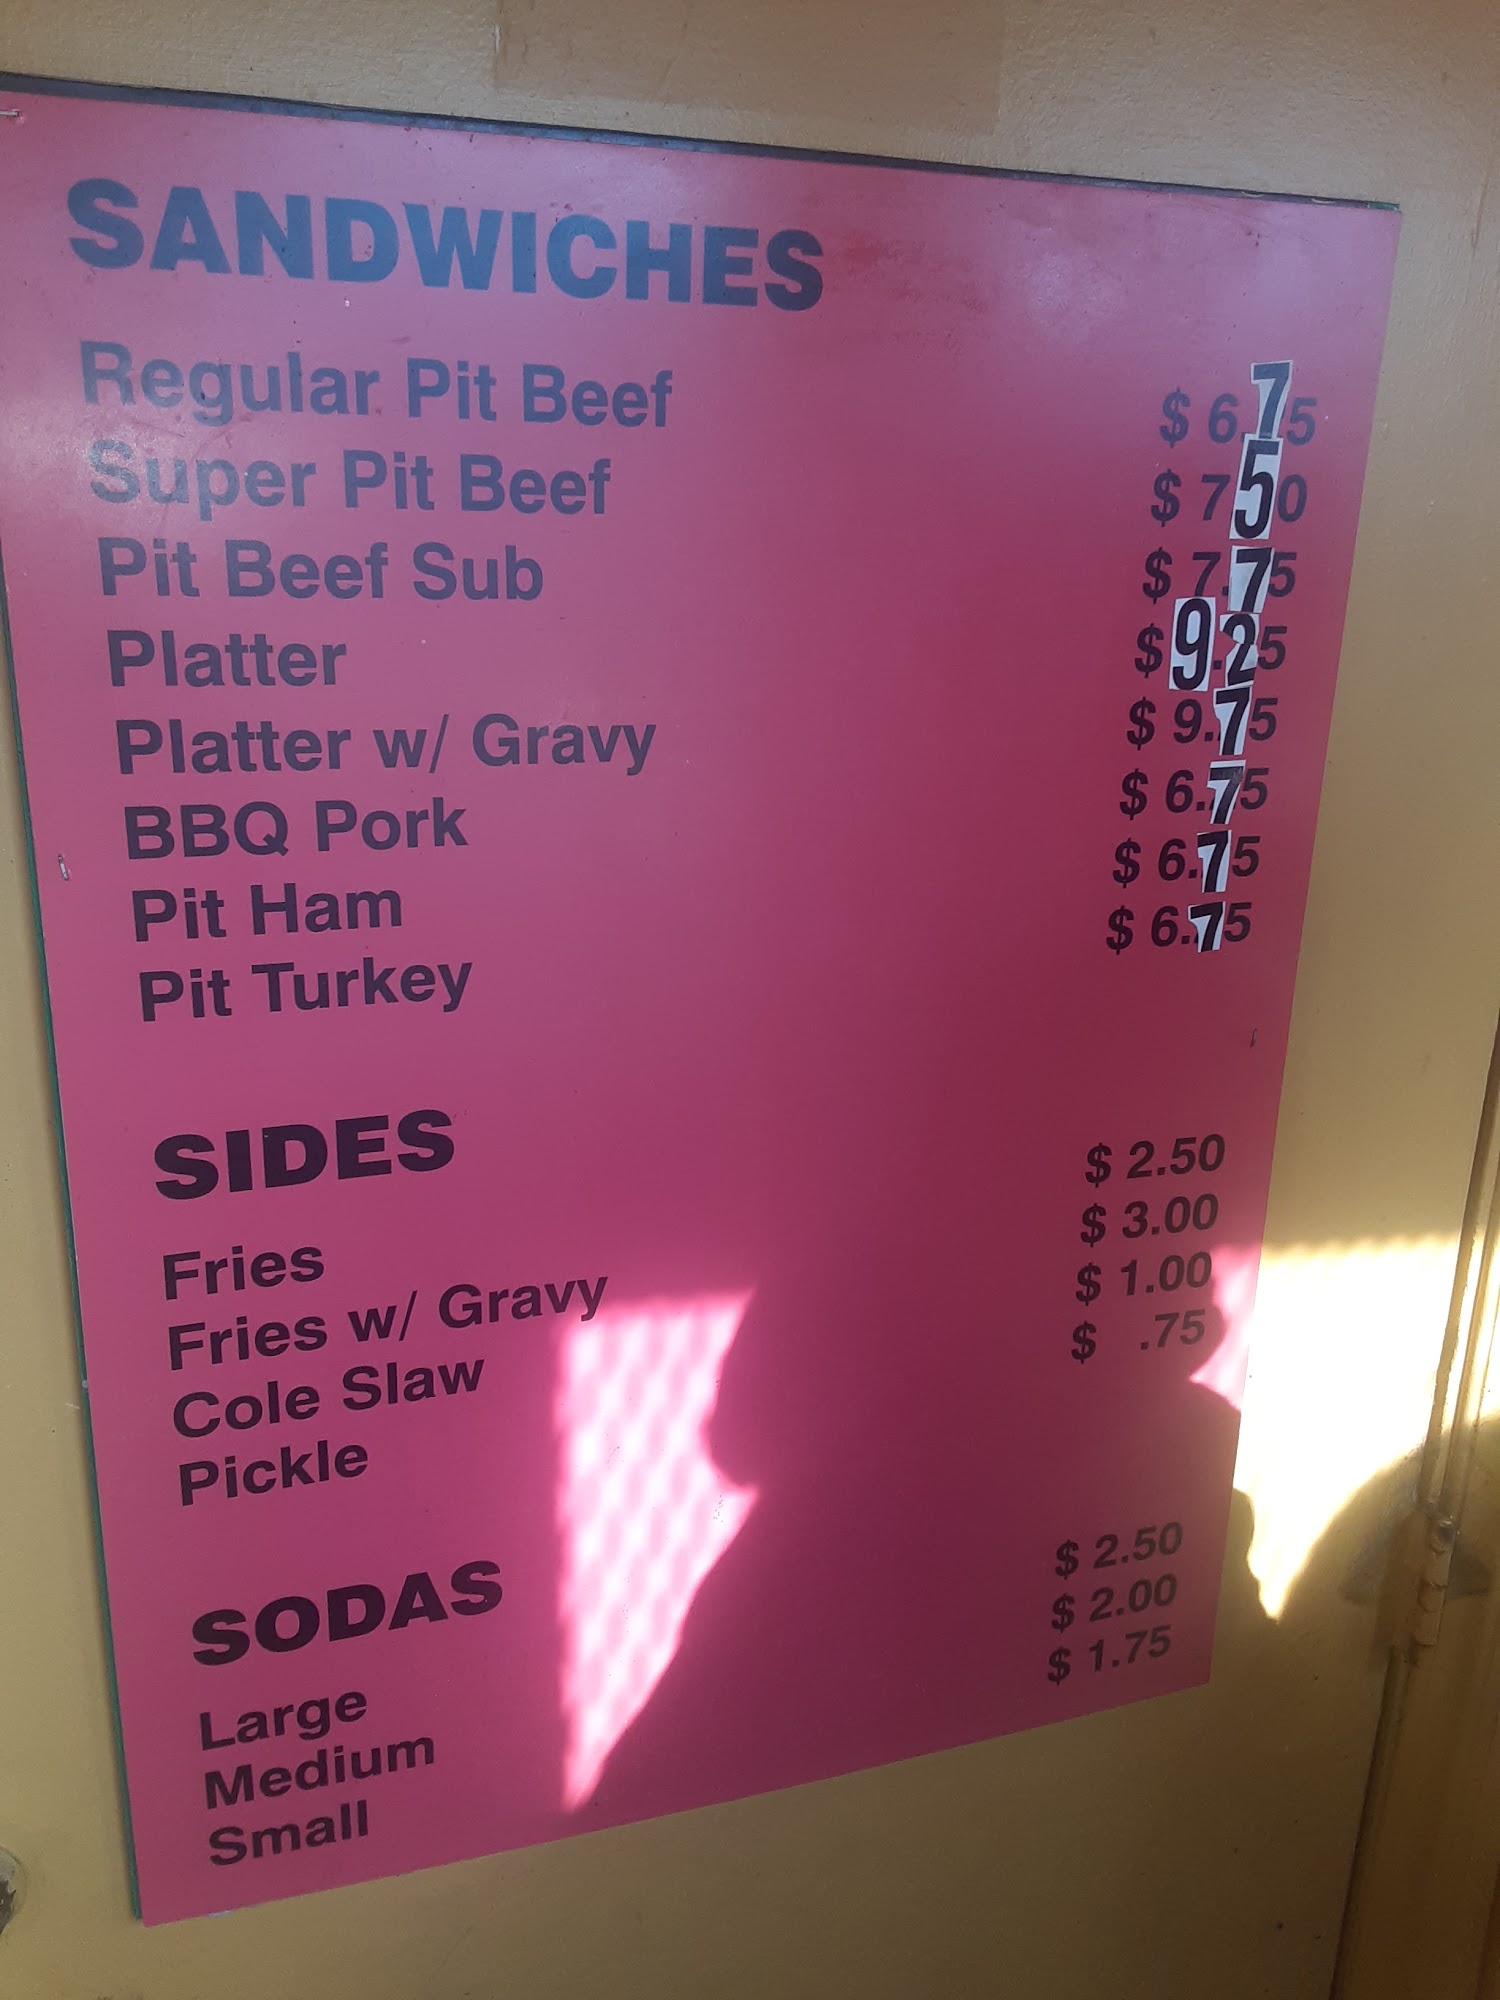 SANDWICHES
Regular Pit Beef $ 6.75
Super Pit Beef $ 7.50
Pit Beef Sub $ 7.75
Platter $ 9.25
Platter w/ Gravy $ 9.75
BBQ Pork $ 6.75
Pit Ham $ 6.75
Pit Turkey $ 6.75
SIDES
Fries $ 2.50
Fries w/ Gravy $ 3.00
Cole Slaw $ 1.00
Pickle $ .75
SODAS
Large $ 2.50
Medium $ 2.00
Small $ 1.75